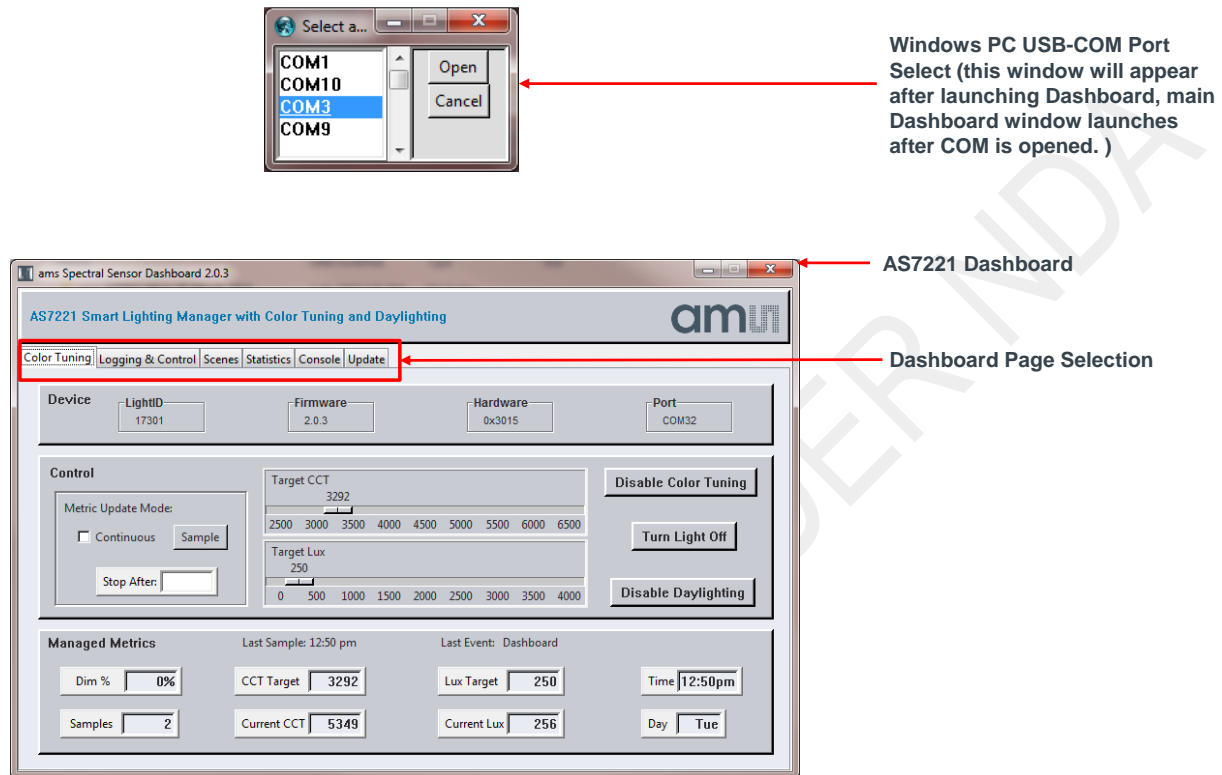 Select a...
COM1
COM10
COM3
COM9
Open
Cancel
Windows PC USB-COM Port
Select (this window will appear
after launching Dashboard, main
Dashboard window launches
after COM is opened. )
ams Spectral Sensor Dashboard 2.0.3
AS7221 Dashboard
AS7221 Smart Lighting Manager with Color Tuning and Daylighting
amu
Color Tuning Logging & Control Scenes Statistics Console Update
Dashboard Page Selection
Device
LightID
17301
Firmware
2.0.3
Hardware
0x3015
Port
COM32
Control
Metric Update Mode:
Continuous
Sample
Stop After:
Target CCT
3292
2500 3000 3500 4000 4500 5000 5500 6000 6500
Target Lux
250
0 500 1000 1500 2000 2500 3000 3500 4000
Disable Color Tuning
Turn Light Off
Disable Daylighting
Managed Metrics
Last Sample: 12:50 pm
Last Event: Dashboard
Dim % 0%
CCT Target 3292
Lux Target 250
Time 12:50pm
Samples 2
Current CCT 5349
Current Lux 256
Day Tue
DER NDA